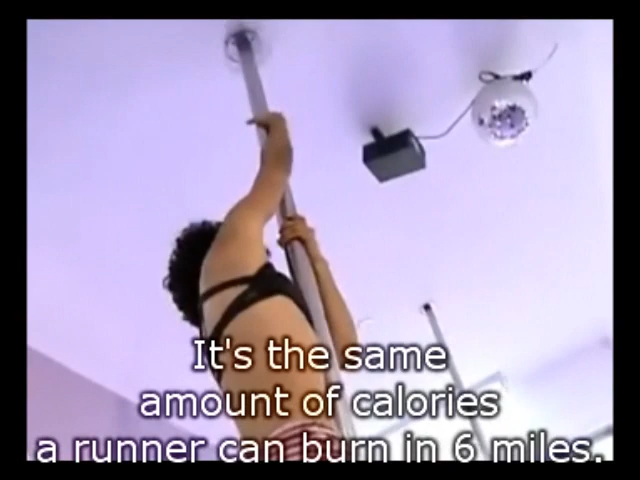 It's the same
amount of calories
a runner can burn in 6 miles.